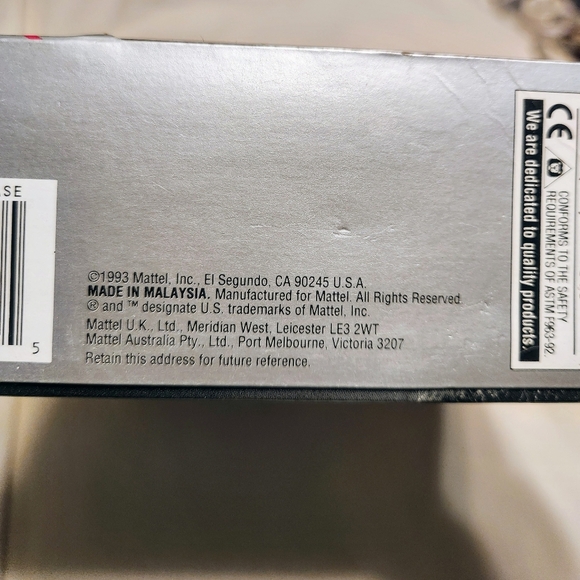 SE
5
©1993 Mattel, Inc., El Segundo, CA 90245 U.S.A.
MADE IN MALAYSIA. Manufactured for Mattel. All Rights Reserved.
® and ™ designate U.S. trademarks of Mattel, Inc.
Mattel U.K., Ltd., Meridian West, Leicester LE3 2WT
Mattel Australia Pty., Ltd., Port Melbourne, Victoria 3207
Retain this address for future reference.
CE
CONFORMS TO THE SAFETY
REQUIREMENTS OF ASTM F963-92
We are dedicated to quality products.